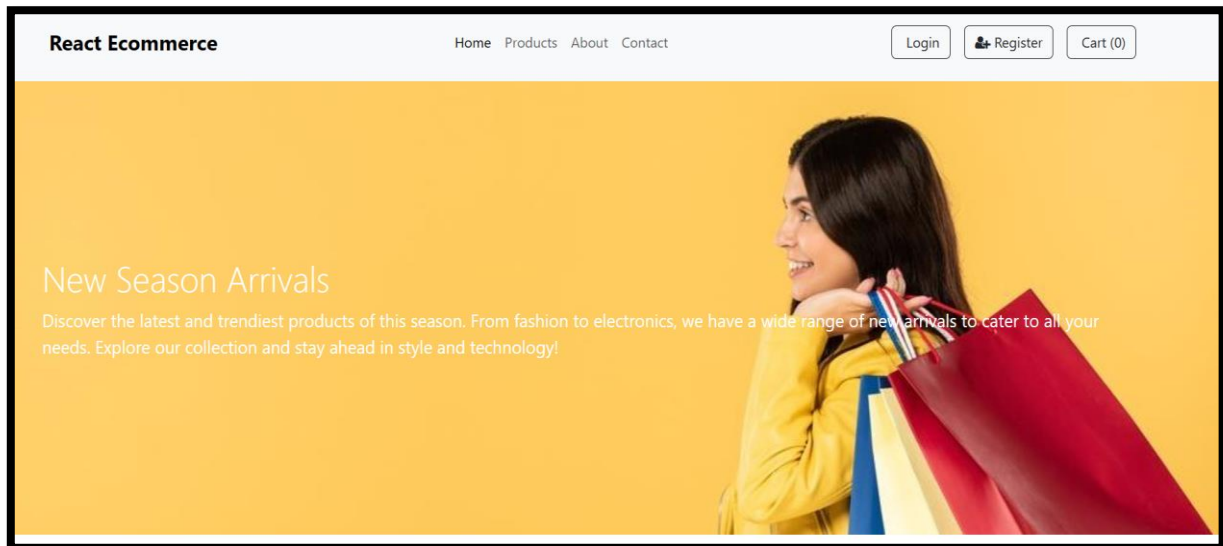 React Ecommerce
Home Products About Contact
Login
Register
Cart (0)
New Season Arrivals
Discover the latest and trendiest products of this season. From fashion to electronics, we have a wide range of new arrivals to cater to all your
needs. Explore our collection and stay ahead in style and technology!